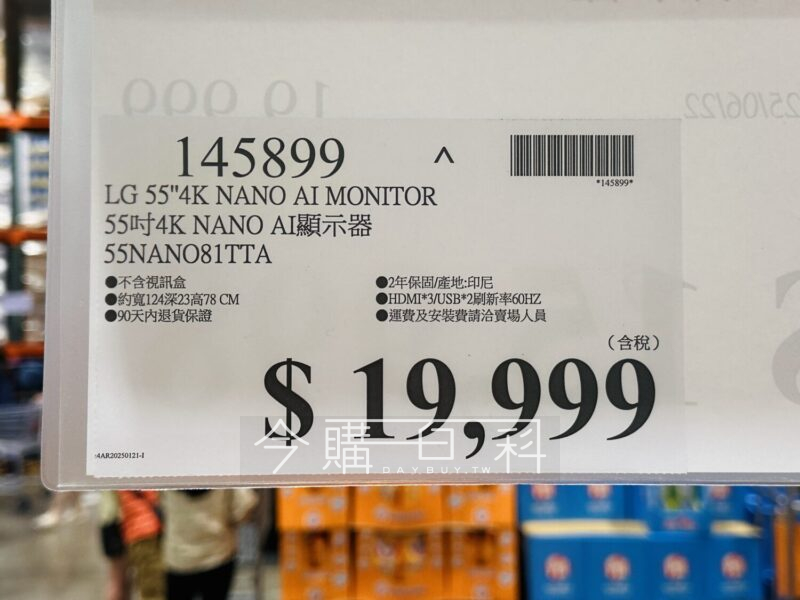 145899 ^
*145899*
LG 55"4K NANO AI MONITOR
55吋4K NANO AI顯示器
55NANO81TTA
●不含視訊盒
●2年保固/產地:印尼
●約寬124深23高78 CM
●HDMI*3/USB*2刷新率60HZ
●90天內退貨保證
●運費及安裝費請洽賣場人員
(含稅)
$ 19,999
今購百科
DAYBUY.TW
14AR20250121-I